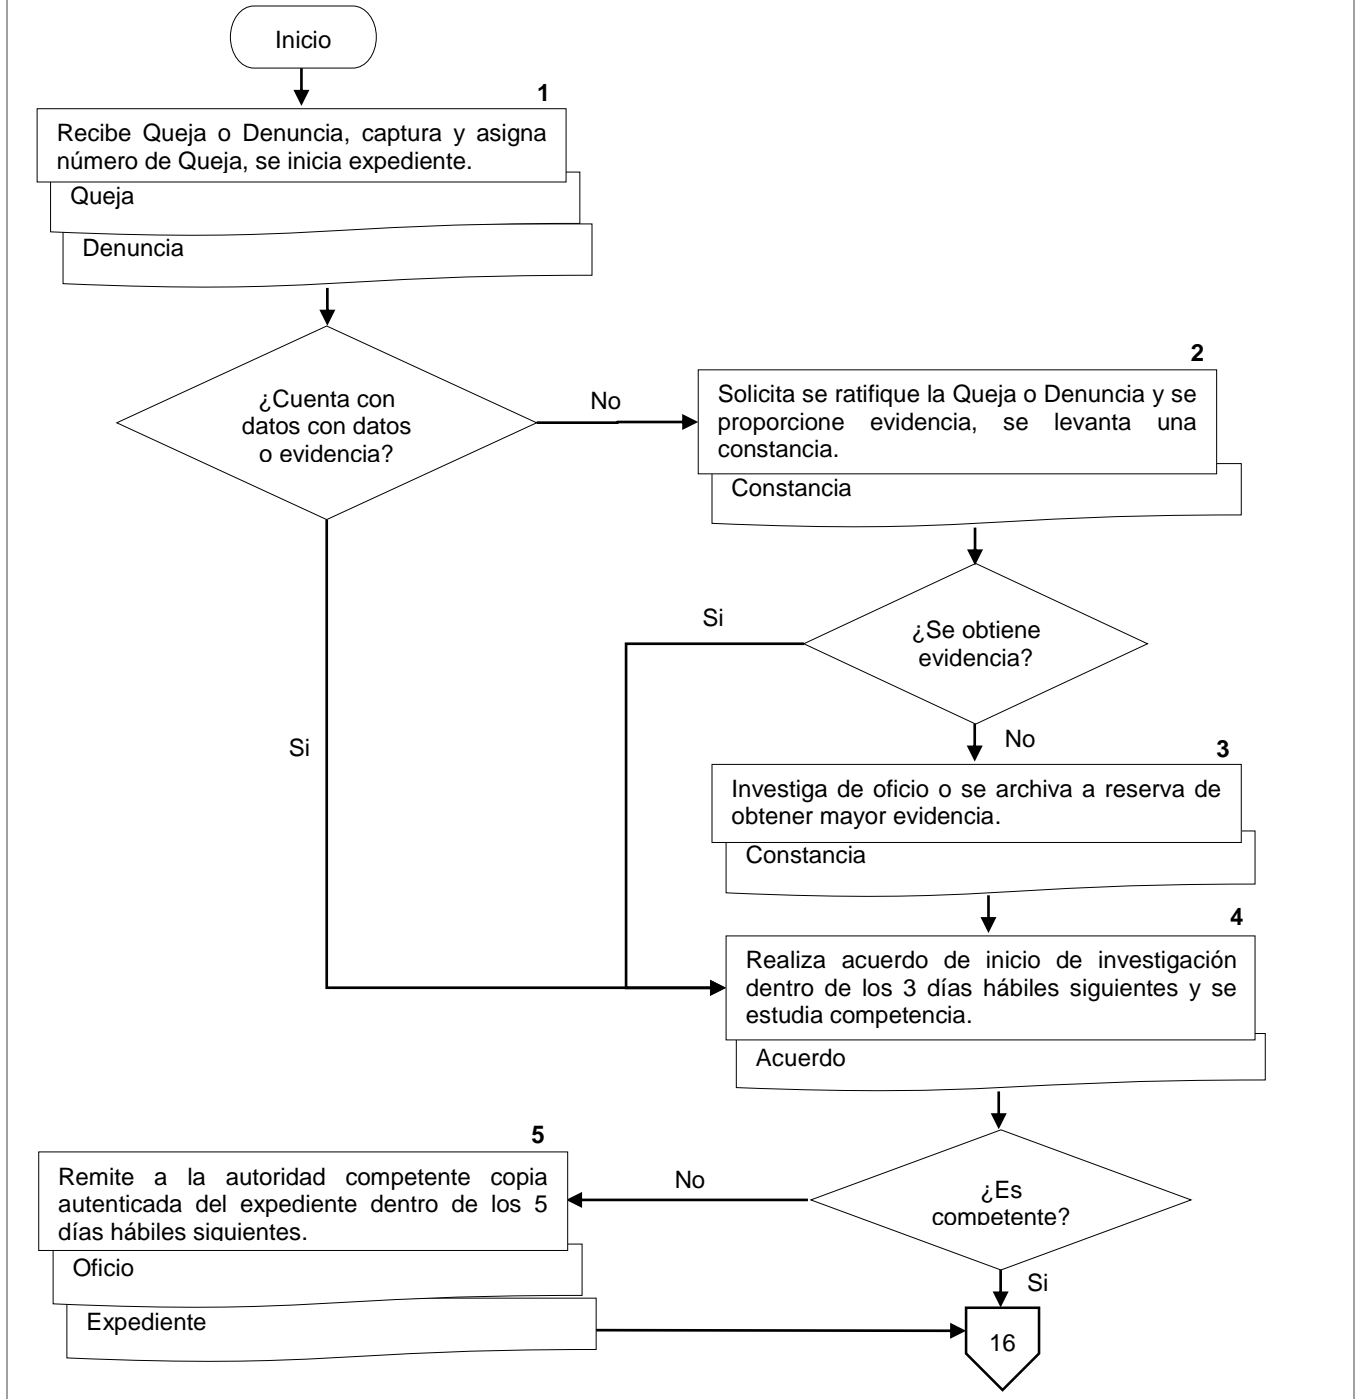 Inicio
1
Recibe Queja o Denuncia, captura y asigna
número de Queja, se inicia expediente.
Queja
Denuncia
¿Cuenta con
datos con datos
o evidencia?
No
2
Solicita se ratifique la Queja o Denuncia y se
proporcione evidencia, se levanta una
constancia.
Constancia
¿Se obtiene
evidencia?
Si
Si
No
3
Investiga de oficio o se archiva a reserva de
obtener mayor evidencia.
Constancia
4
Realiza acuerdo de inicio de investigación
dentro de los 3 días hábiles siguientes y se
estudia competencia.
Acuerdo
¿Es
competente?
No
5
Remite a la autoridad competente copia
autenticada del expediente dentro de los 5
días hábiles siguientes.
Oficio
Expediente
Si
16